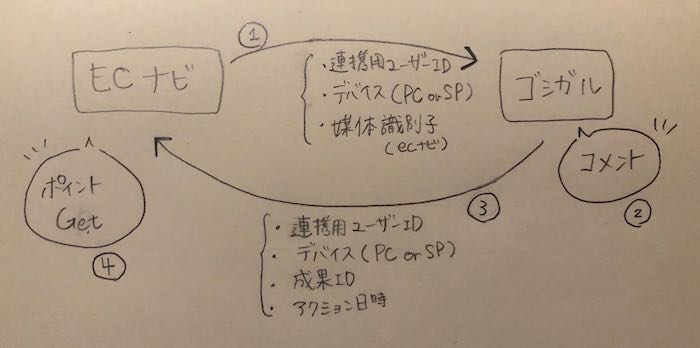 ①
ECナビ
・連携用ユーザーID
・デバイス(PC or SP)
・媒体識別子
(ecナビ)
ゴシガル
コメント
②
③
・連携用ユーザーID
・デバイス(PC or SP)
・成果ID
・アクション日時
ポイント
Get
④